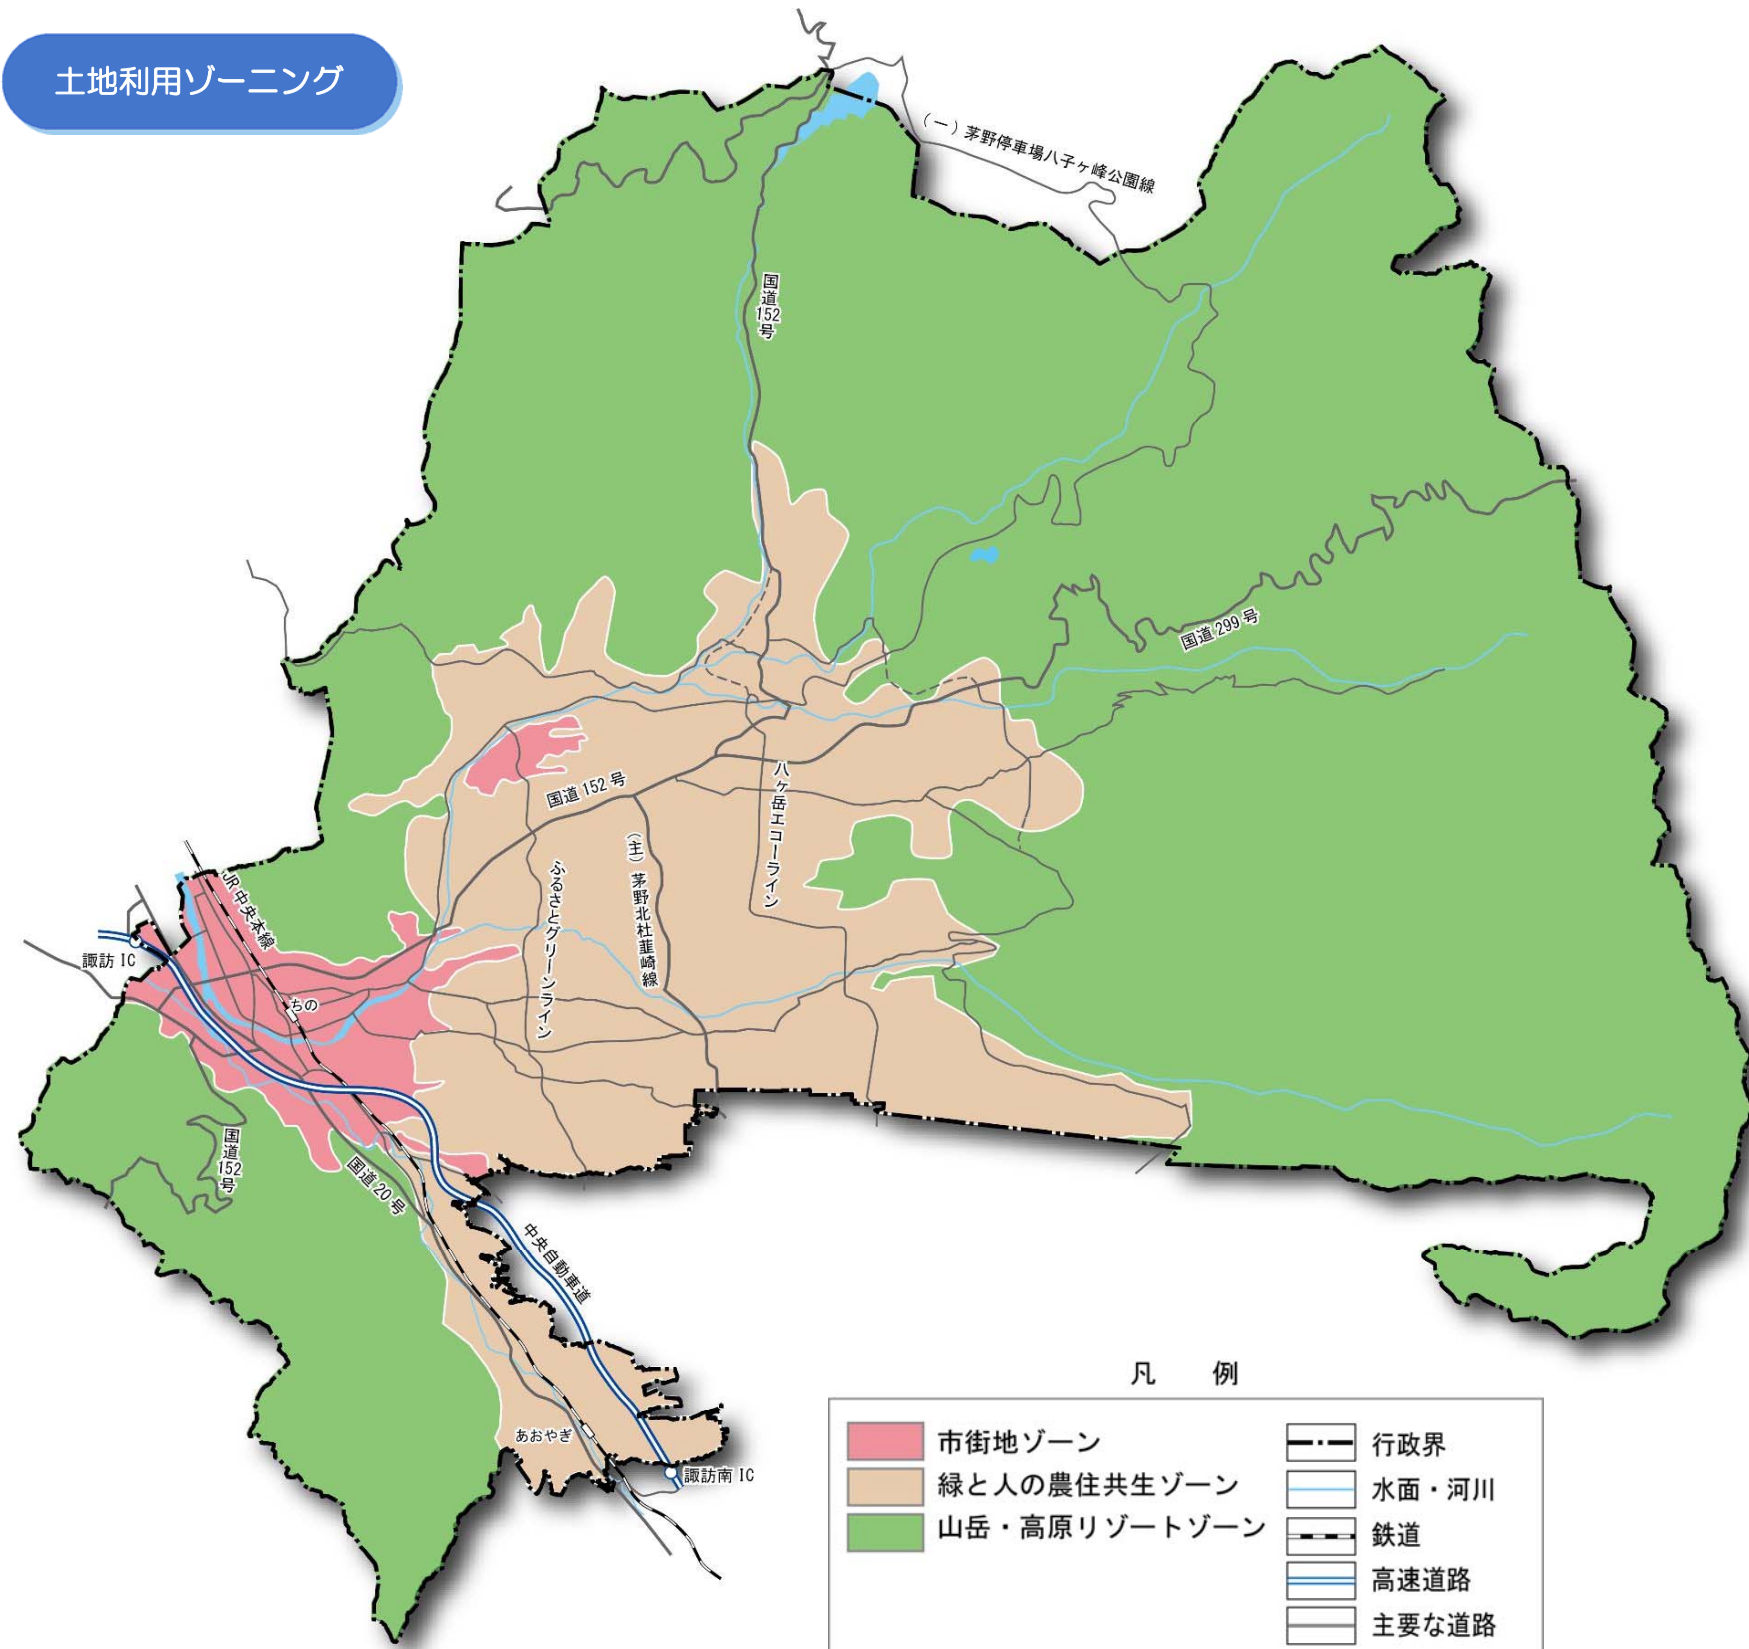 土地利用ゾーニング
(一)茅野停車場八子ヶ峰公園線
国道152号
国道299号
国道152号
八ヶ岳エコーライン
(主)茅野北杜韮崎線
ふるさとグリーンライン
JR中央本線
諏訪IC
ちの
国道152号
国道20号
中央自動車道
あおやぎ
諏訪南IC
凡 例
市街地ゾーン
緑と人の農住共生ゾーン
山岳・高原リゾートゾーン
行政界
水面・河川
鉄道
高速道路
主要な道路